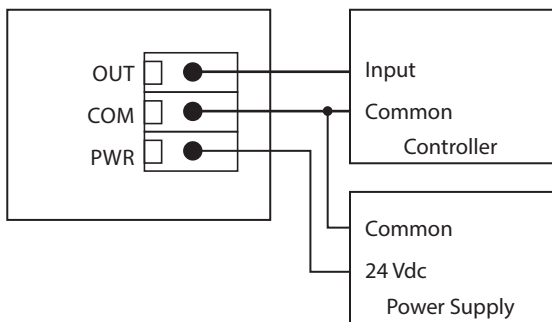 OUT
COM
PWR
Input
Common
Controller
Common
24 Vdc
Power Supply